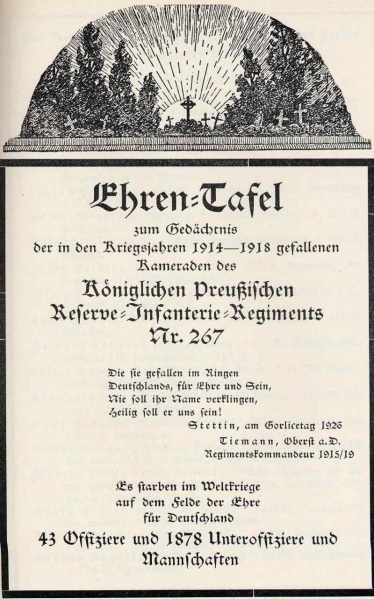 Ehren-Tafel
zum Gedächtnis
der in den Kriegsjahren 1914—1918 gefallenen
Kameraden des
Königlichen Preußischen
Reserve-Infanterie-Regiments
Nr. 267
Die sie gefallen im Ringen
Deutschlands, für Ehre und Sein,
Nie soll ihr Name verklingen,
Heilig soll er uns sein!
Stettin, am Gorlicetag 1926
Tiemann, Oberst a.D.
Regimentskommandeur 1915/19
Es starben im Weltkriege
auf dem Felde der Ehre
für Deutschland
43 Offiziere und 1878 Unteroffiziere und
Mannschaften